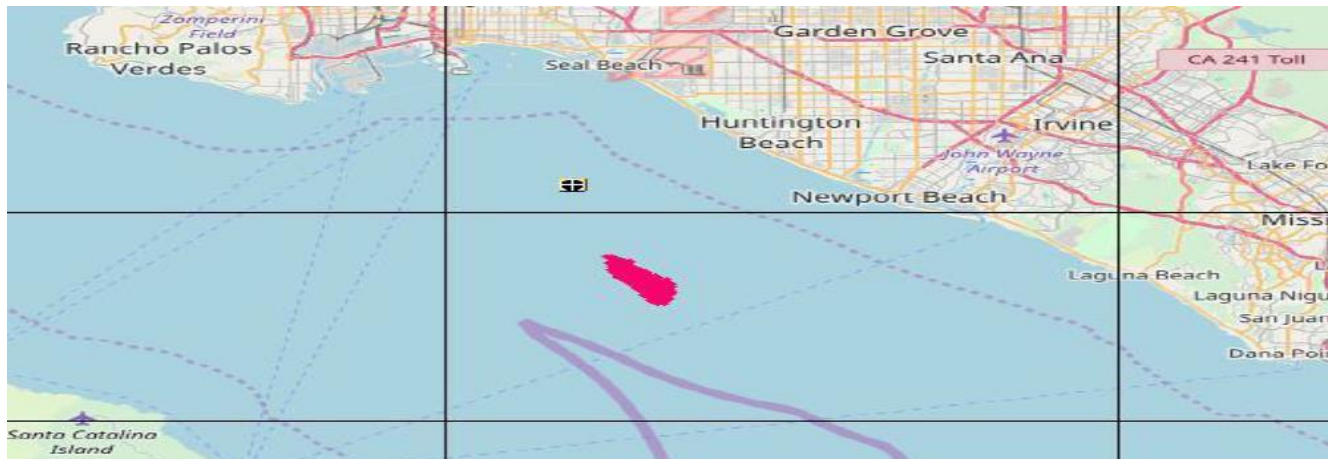 Zamperini
Field
Rancho Palos
Verdes
Seal Beach
Garden Grove
Santa Ana
CA 241 Toll
Huntington
Beach
Irvine
John Wayne
Airport
Lake Fo
Newport Beach
Missi
Laguna Beach
Laguna Nigu
San Juan
Dana Poi
Santa Catalina
Island